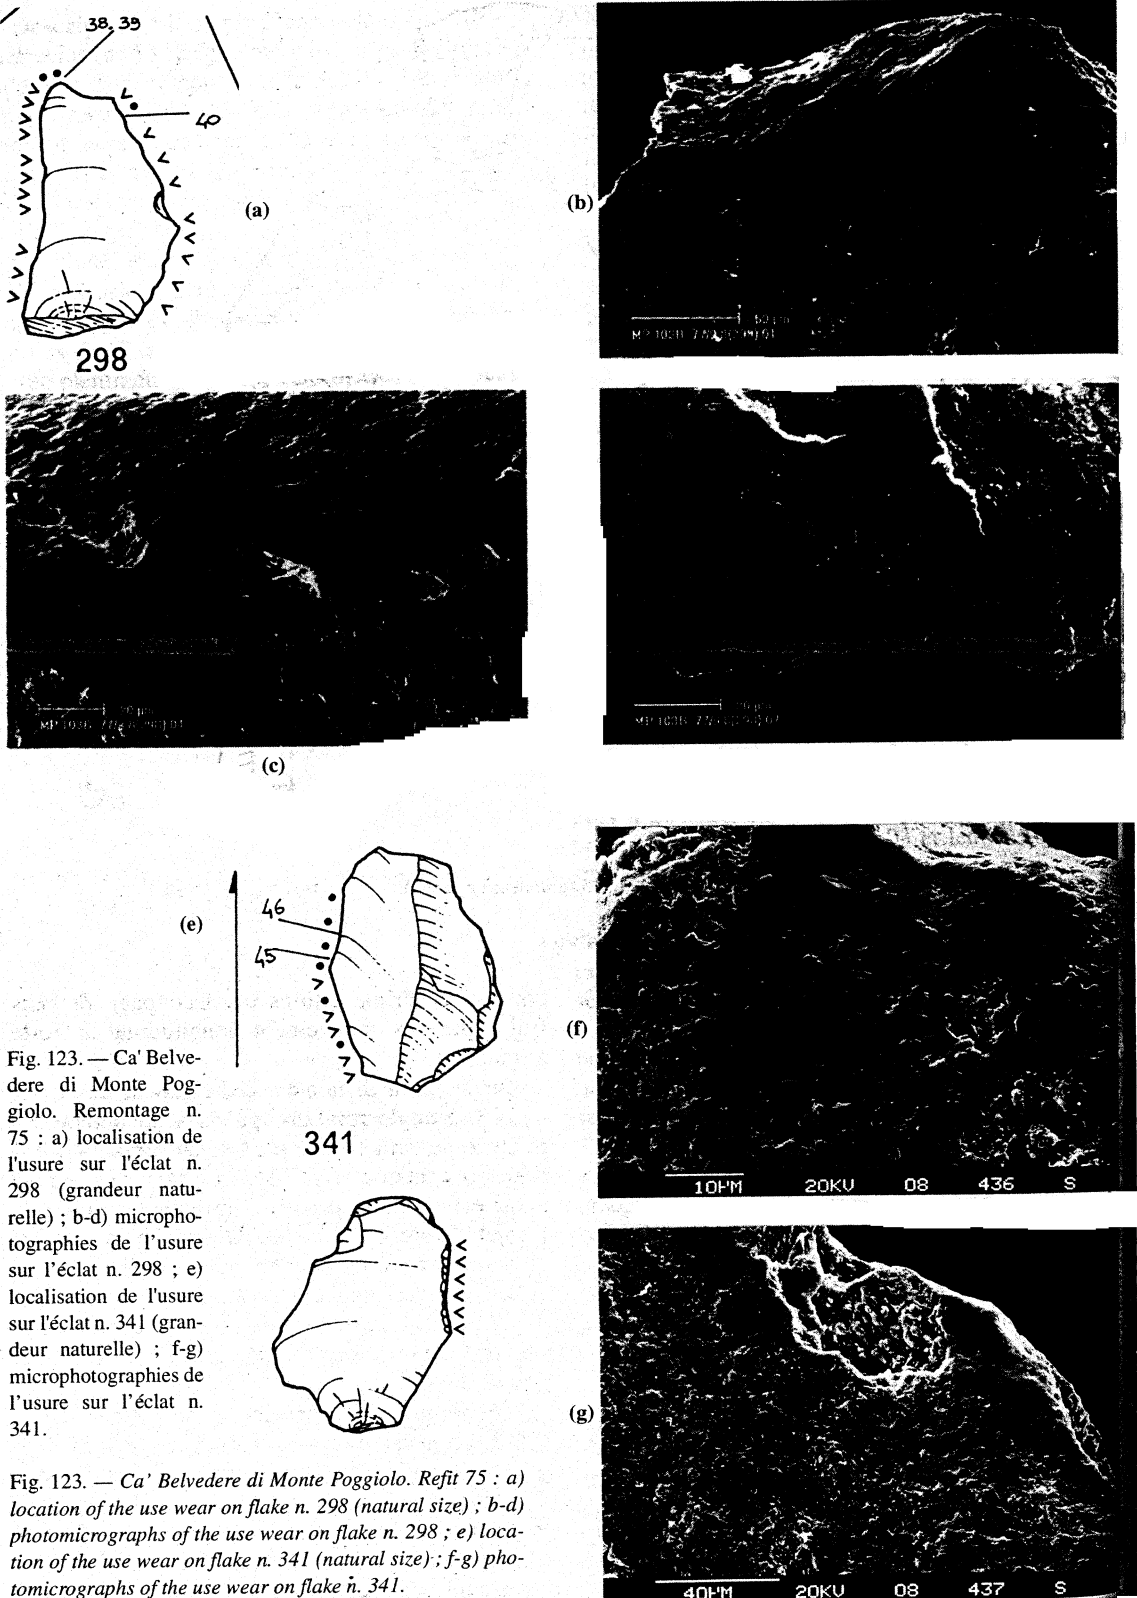 38.39
40
(a)
(b)
298
50 µm
(c)
(e)
46
45
341
(f)
10µM 20KV 08 436 S
(g)
40µM 20KV 08 437 S
Fig. 123. — Ca' Belve-
dere di Monte Pog-
giolo. Remontage n.
75 : a) localisation de
l'usure sur l'éclat n.
298 (grandeur natu-
relle) ; b-d) micropho-
tographies de l'usure
sur l'éclat n. 298 ; e)
localisation de l'usure
sur l'éclat n. 341 (gran-
deur naturelle) ; f-g)
microphotographies de
l'usure sur l'éclat n.
341.
Fig. 123. — Ca' Belvedere di Monte Poggiolo. Refit 75 : a)
location of the use wear on flake n. 298 (natural size) ; b-d)
photomicrographs of the use wear on flake n. 298 ; e) loca-
tion of the use wear on flake n. 341 (natural size) ; f-g) pho-
tomicrographs of the use wear on flake n. 341.